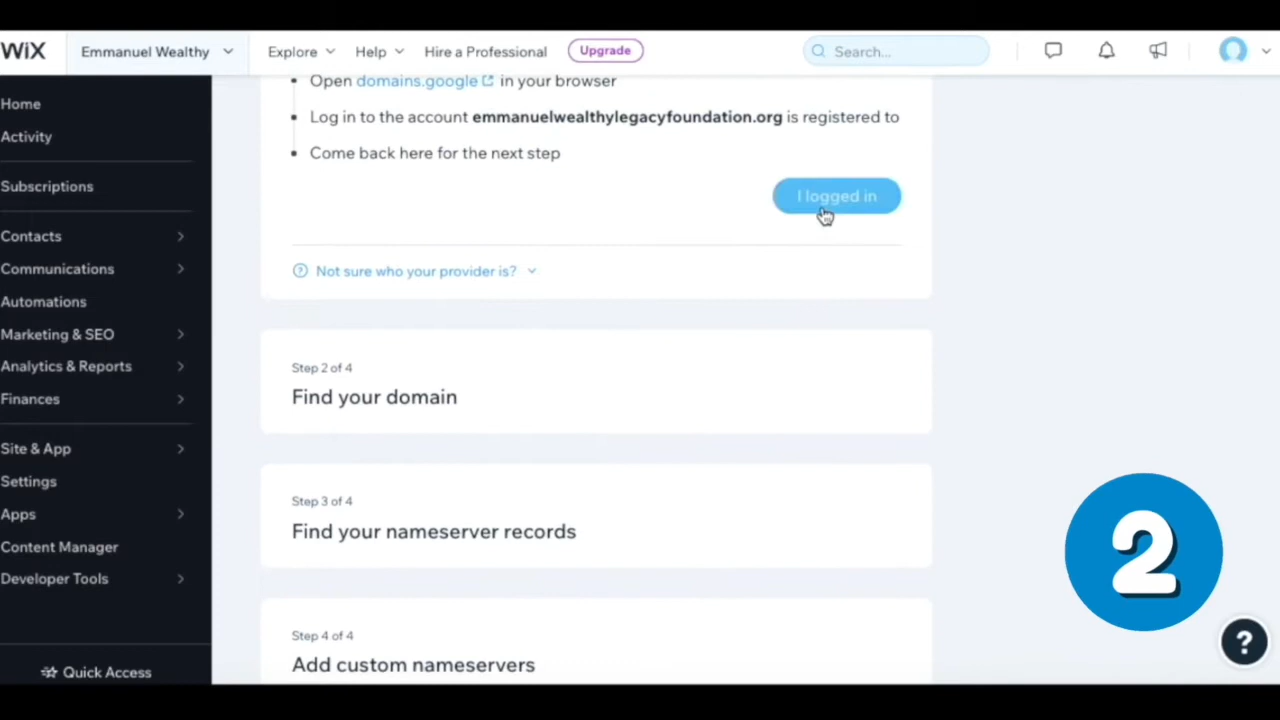 WiX
Emmanuel Wealthy
Explore
Help
Hire a Professional
Upgrade
Search...
Home
Activity
Subscriptions
Contacts
Communications
Automations
Marketing & SEO
Analytics & Reports
Finances
Site & App
Settings
Apps
Content Manager
Developer Tools
Quick Access
Open domains.google in your browser
Log in to the account emmanuelwealthylegacyfoundation.org is registered to
Come back here for the next step
I logged in
Not sure who your provider is?
Step 2 of 4
Find your domain
Step 3 of 4
Find your nameserver records
Step 4 of 4
Add custom nameservers
2
?